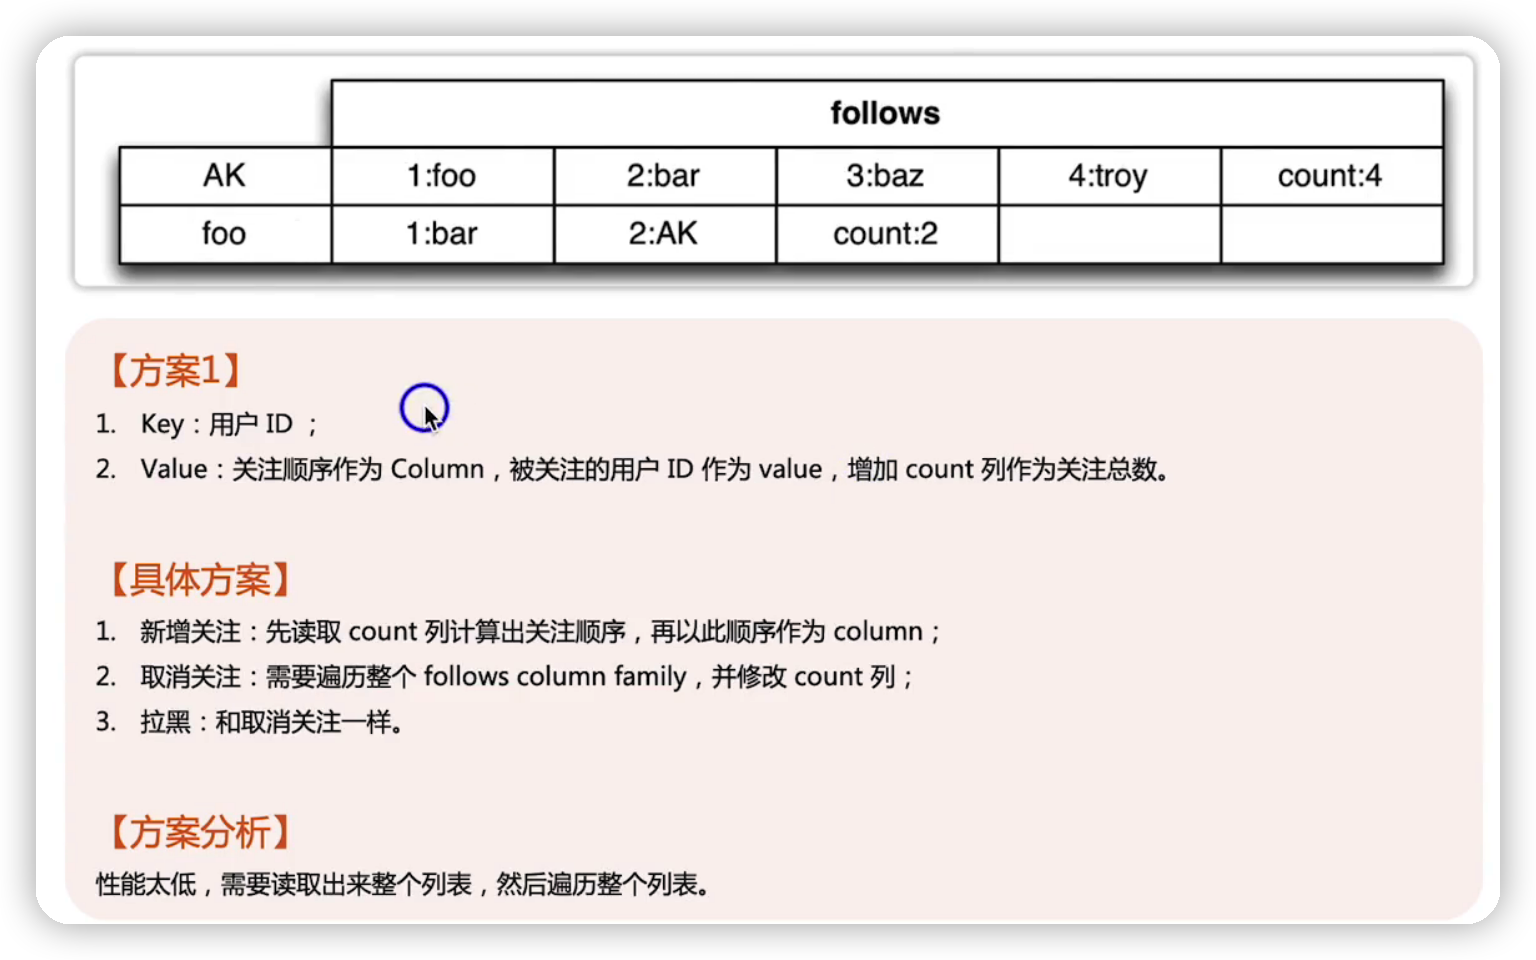 follows
AK 1:foo 2:bar 3:baz 4:troy count:4
foo 1:bar 2:AK count:2
【方案1】
1. Key：用户 ID ；
2. Value：关注顺序作为 Column，被关注的用户 ID 作为 value，增加 count 列作为关注总数。
【具体方案】
1. 新增关注：先读取 count 列计算出关注顺序，再以此顺序作为 column；
2. 取消关注：需要遍历整个 follows column family，并修改 count 列；
3. 拉黑：和取消关注一样。
【方案分析】
性能太低，需要读取出来整个列表，然后遍历整个列表。